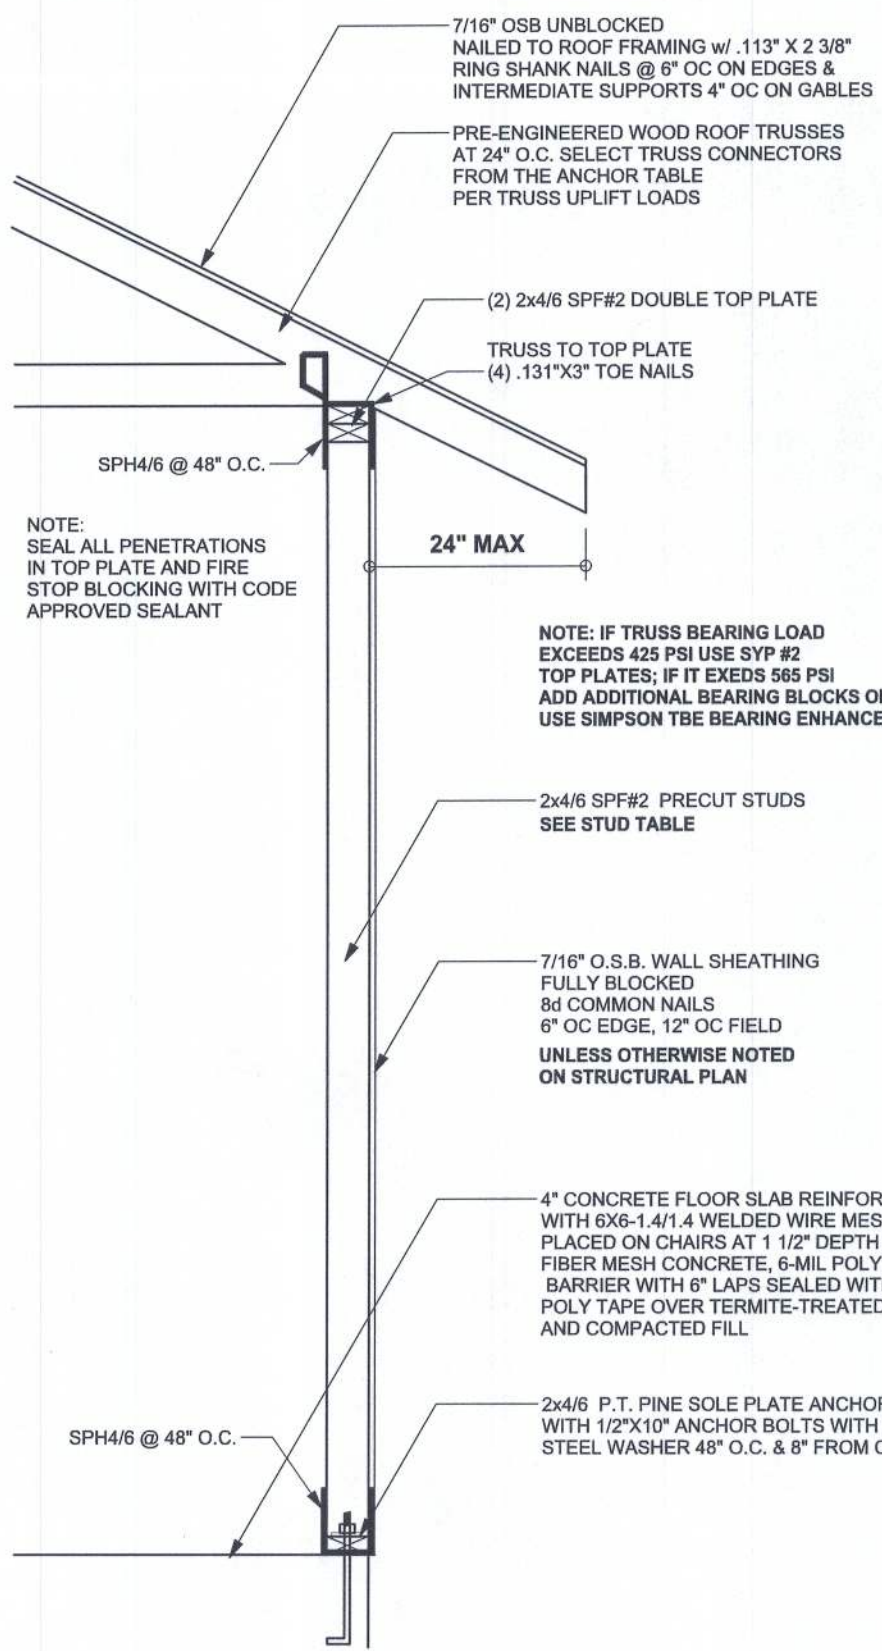 7/16" OSB UNBLOCKED
NAILED TO ROOF FRAMING w/ .113" X 2 3/8"
RING SHANK NAILS @ 6" OC ON EDGES &
INTERMEDIATE SUPPORTS 4" OC ON GABLES
PRE-ENGINEERED WOOD ROOF TRUSSES
AT 24" O.C. SELECT TRUSS CONNECTORS
FROM THE ANCHOR TABLE
PER TRUSS UPLIFT LOADS
(2) 2x4/6 SPF#2 DOUBLE TOP PLATE
TRUSS TO TOP PLATE
(4) .131"X3" TOE NAILS
SPH4/6 @ 48" O.C.
NOTE:
SEAL ALL PENETRATIONS
IN TOP PLATE AND FIRE
STOP BLOCKING WITH CODE
APPROVED SEALANT
24" MAX
NOTE: IF TRUSS BEARING LOAD
EXCEEDS 425 PSI USE SYP #2
TOP PLATES; IF IT EXEDS 565 PSI
ADD ADDITIONAL BEARING BLOCKS
USE SIMPSON TBE BEARING ENHANCE
2x4/6 SPF#2 PRECUT STUDS
SEE STUD TABLE
7/16" O.S.B. WALL SHEATHING
FULLY BLOCKED
8d COMMON NAILS
6" OC EDGE, 12" OC FIELD
UNLESS OTHERWISE NOTED
ON STRUCTURAL PLAN
4" CONCRETE FLOOR SLAB REINFOR
WITH 6X6-1.4/1.4 WELDED WIRE MES
PLACED ON CHAIRS AT 1 1/2" DEPTH
FIBER MESH CONCRETE, 6-MIL POLY
BARRIER WITH 6" LAPS SEALED WIT
POLY TAPE OVER TERMITE-TREATED
AND COMPACTED FILL
2x4/6 P.T. PINE SOLE PLATE ANCHOR
WITH 1/2"X10" ANCHOR BOLTS WITH
STEEL WASHER 48" O.C. & 8" FROM
SPH4/6 @ 48" O.C.